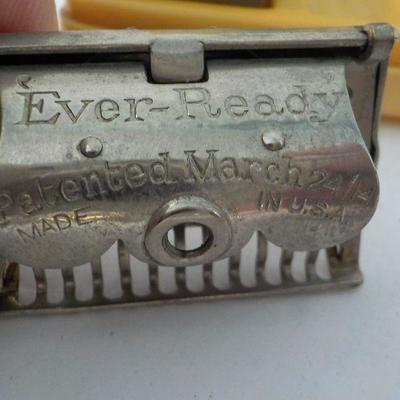 Ever-Ready
Patented March 24/14
MADE IN U.S.A.